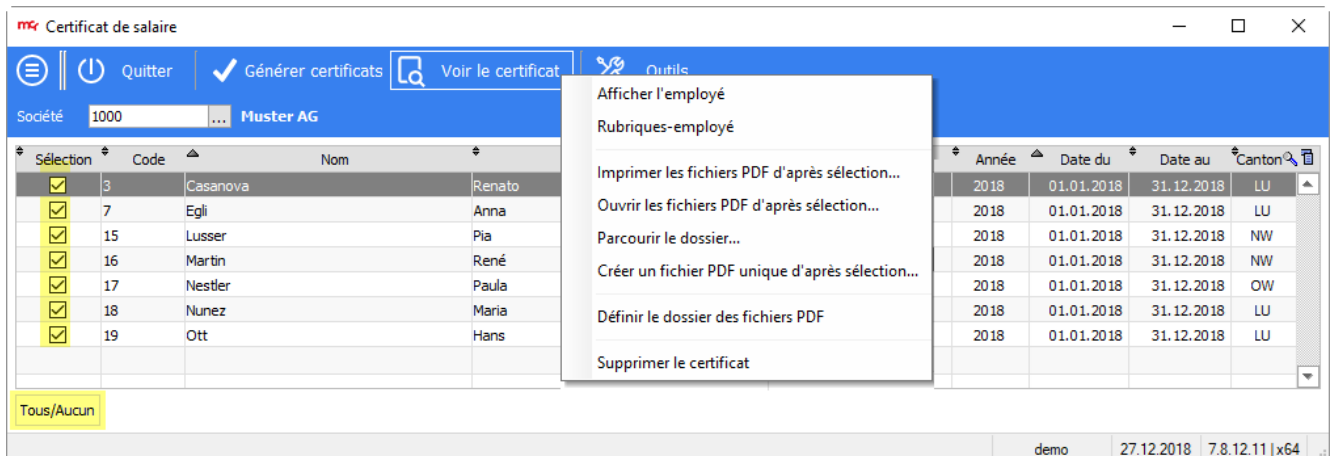 mcr Certificat de salaire
Quitter Générer certificats Voir le certificat Outils
Société 1000 ... Muster AG
Afficher l'employé
Rubriques-employé
Imprimer les fichiers PDF d'après sélection...
Ouvrir les fichiers PDF d'après sélection...
Parcourir le dossier...
Créer un fichier PDF unique d'après sélection...
Définir le dossier des fichiers PDF
Supprimer le certificat
Sélection Code Nom Année Date du Date au Canton
3 Casanova Renato 2018 01.01.2018 31.12.2018 LU
7 Egli Anna 2018 01.01.2018 31.12.2018 LU
15 Lusser Pia 2018 01.01.2018 31.12.2018 NW
16 Martin René 2018 01.01.2018 31.12.2018 NW
17 Nestler Paula 2018 01.01.2018 31.12.2018 OW
18 Nunez Maria 2018 01.01.2018 31.12.2018 LU
19 Ott Hans 2018 01.01.2018 31.12.2018 LU
Tous/Aucun
demo 27.12.2018 7.8.12.11 | x64